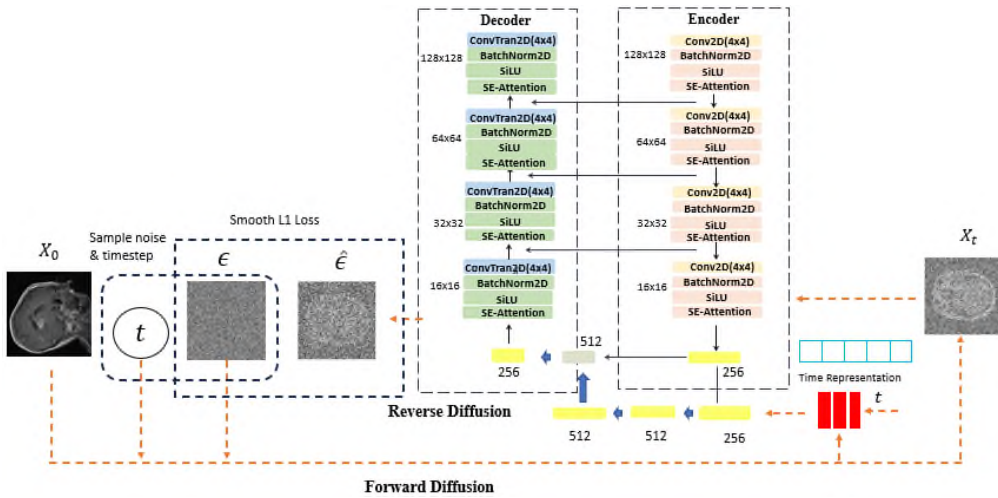 Decoder
ConvTran2D(4x4)
BatchNorm2D
SiLU
SE-Attention
128x128
ConvTran2D(4x4)
BatchNorm2D
SiLU
SE-Attention
64x64
ConvTran2D(4x4)
BatchNorm2D
SiLU
SE-Attention
32x32
ConvTran2D(4x4)
BatchNorm2D
SiLU
SE-Attention
16x16
256
512
Encoder
Conv2D(4x4)
BatchNorm2D
SiLU
SE-Attention
128x128
Conv2D(4x4)
BatchNorm2D
SiLU
SE-Attention
64x64
Conv2D(4x4)
BatchNorm2D
SiLU
SE-Attention
32x32
Conv2D(4x4)
BatchNorm2D
SiLU
SE-Attention
16x16
256
X₀
Sample noise
& timestep
t
Smooth L1 Loss
ϵ
ϵ̂
Xₜ
Time Representation
t
Reverse Diffusion
512
512
256
Forward Diffusion